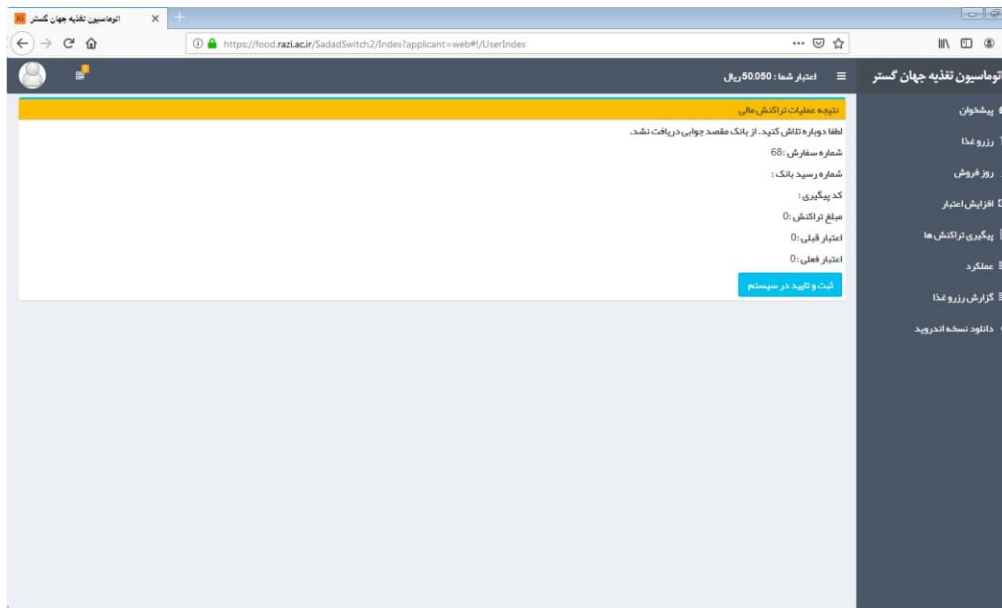 اتوماسیون تغذیه جهان گستر
https://food.razi.ac.ir/SadadSwitch2/Index?applicant=web#!/UserIndex
اتوماسیون تغذیه جهان گستر
اعتبار شما : 50,050 ریال
پیشخوان
رزرو غذا
روز فروش
افزایش اعتبار
پیگیری تراکنش ها
عملکرد
گزارش رزرو غذا
دانلود نسخه اندروید
نتیجه عملیات تراکنش مالی
لطفا دوباره تلاش کنید. از بانک مقصد جوابی دریافت نشد.
شماره سفارش :68
شماره رسید بانک :
کد پیگیری :
مبلغ تراکنش :0
اعتبار قبلی :0
اعتبار فعلی :0
ثبت و تایید در سیستم